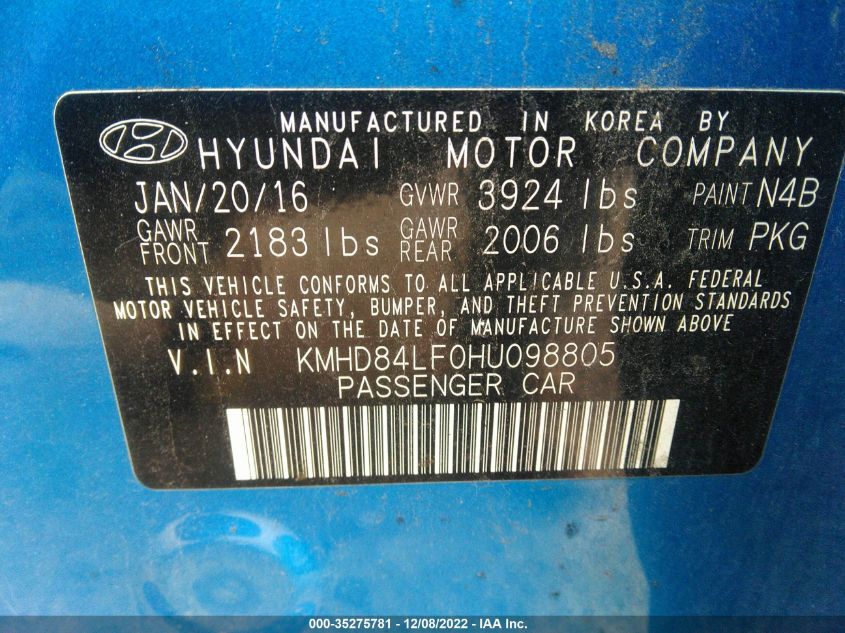 MANUFACTURED IN KOREA BY
HYUNDAI MOTOR COMPANY
JAN/20/16 GVWR 3924 lbs PAINT N4B
GAWR FRONT 2183 lbs GAWR REAR 2006 lbs TRIM PKG
THIS VEHICLE CONFORMS TO ALL APPLICABLE U.S.A. FEDERAL
MOTOR VEHICLE SAFETY, BUMPER, AND THEFT PREVENTION STANDARDS
IN EFFECT ON THE DATE OF MANUFACTURE SHOWN ABOVE
V.I.N KMHD84LF0HU098805
PASSENGER CAR
000-35275781 - 12/08/2022 - IAA Inc.